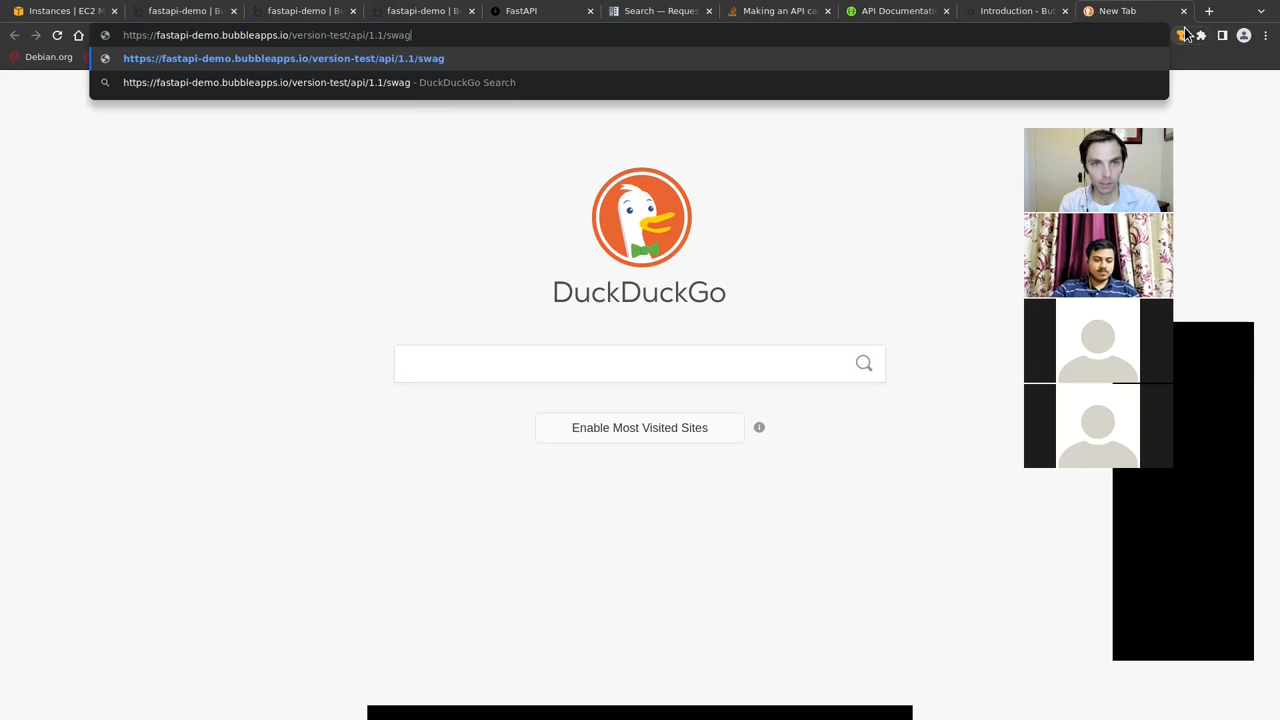 Instances | EC2 M
fastapi-demo | Bu
fastapi-demo | Bu
fastapi-demo | Bu
FastAPI
Search — Reques
Making an API ca
API Documentati
Introduction - Bub
New Tab
https://fastapi-demo.bubbleapps.io/version-test/api/1.1/swag
Debian.org
https://fastapi-demo.bubbleapps.io/version-test/api/1.1/swag
https://fastapi-demo.bubbleapps.io/version-test/api/1.1/swag - DuckDuckGo Search
DuckDuckGo
Enable Most Visited Sites